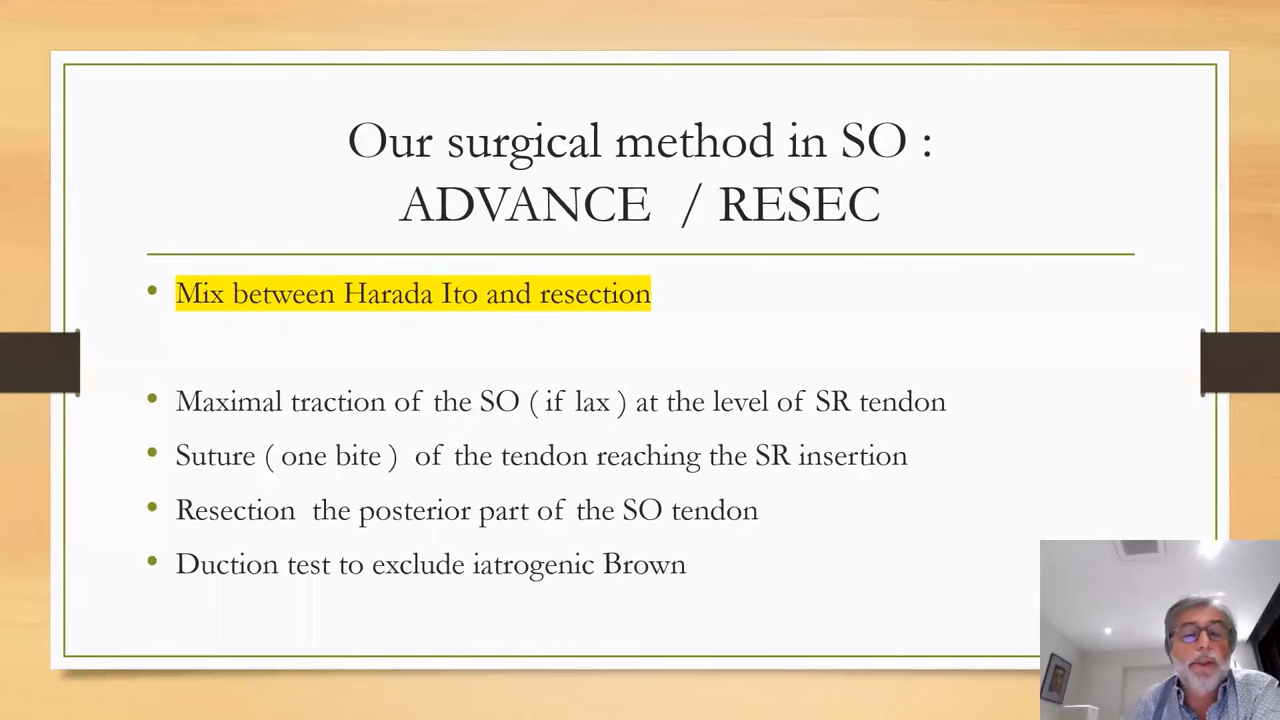 Our surgical method in SO :
ADVANCE / RESEC
• Mix between Harada Ito and resection
• Maximal traction of the SO ( if lax ) at the level of SR tendon
• Suture ( one bite ) of the tendon reaching the SR insertion
• Resection the posterior part of the SO tendon
• Duction test to exclude iatrogenic Brown